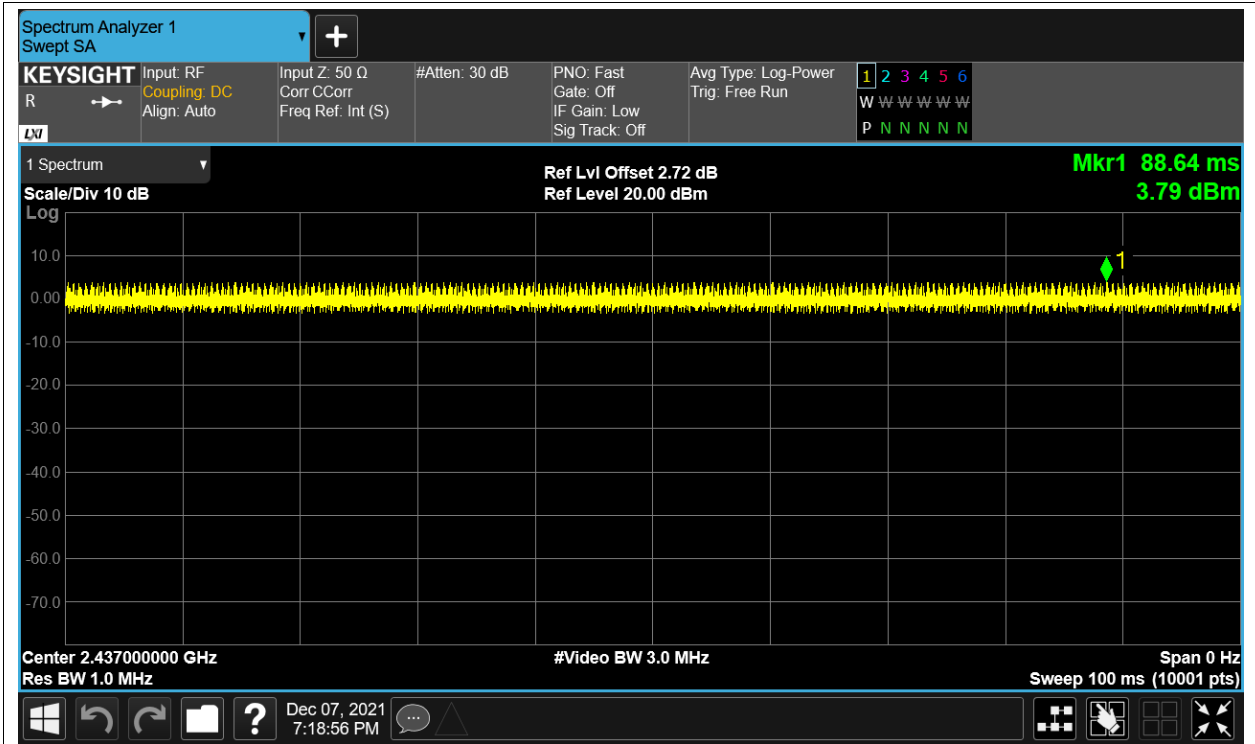 Spectrum Analyzer 1
Swept SA
KEYSIGHT
R
LXI
Input: RF
Coupling: DC
Align: Auto
Input Z: 50 Ω
Corr CCorr
Freq Ref: Int (S)
#Atten: 30 dB
PNO: Fast
Gate: Off
IF Gain: Low
Sig Track: Off
Avg Type: Log-Power
Trig: Free Run
1 2 3 4 5 6
W W W W W W
P N N N N N
1 Spectrum
Scale/Div 10 dB
Log
Ref Lvl Offset 2.72 dB
Ref Level 20.00 dBm
Mkr1 88.64 ms
3.79 dBm
1
10.0
0.00
-10.0
-20.0
-30.0
-40.0
-50.0
-60.0
-70.0
Center 2.437000000 GHz
Res BW 1.0 MHz
#Video BW 3.0 MHz
Span 0 Hz
Sweep 100 ms (10001 pts)
?
Dec 07, 2021
7:18:56 PM